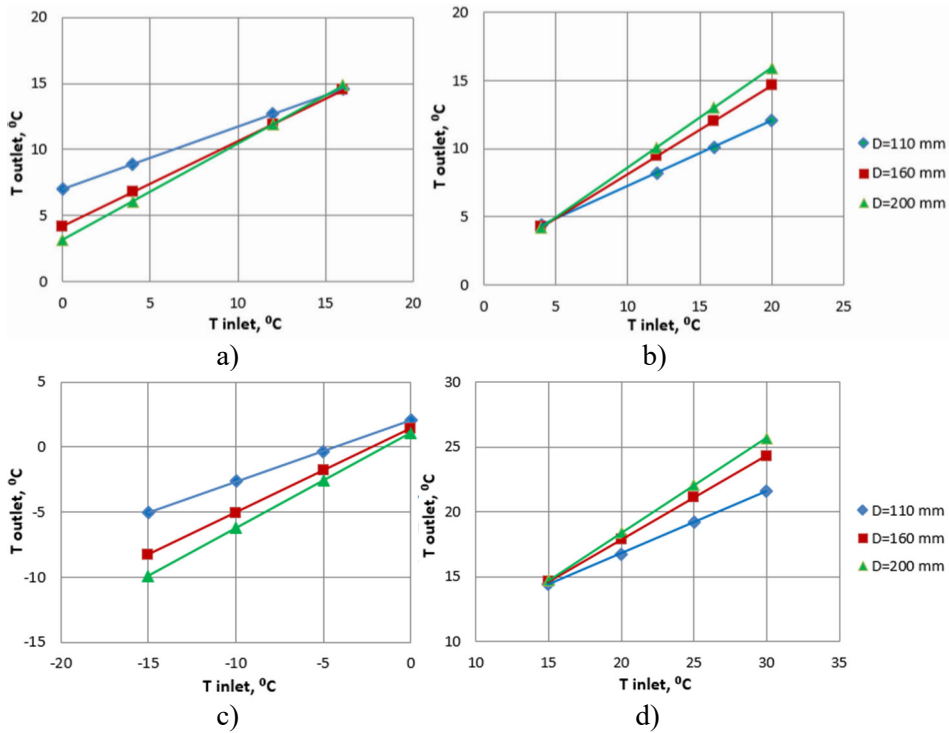 20
15
10
5
0
T outlet, ⁰C
0 5 10 15 20
T inlet, ⁰C
a)
20
15
10
5
0
T outlet, ⁰C
0 5 10 15 20 25
T inlet, ⁰C
b)
D=110 mm
D=160 mm
D=200 mm
5
0
-5
-10
-15
T outlet, ⁰C
-20 -15 -10 -5 0
T inlet, ⁰C
c)
30
25
20
15
10
T outlet, ⁰C
10 15 20 25 30 35
T inlet, ⁰C
d)
D=110 mm
D=160 mm
D=200 mm